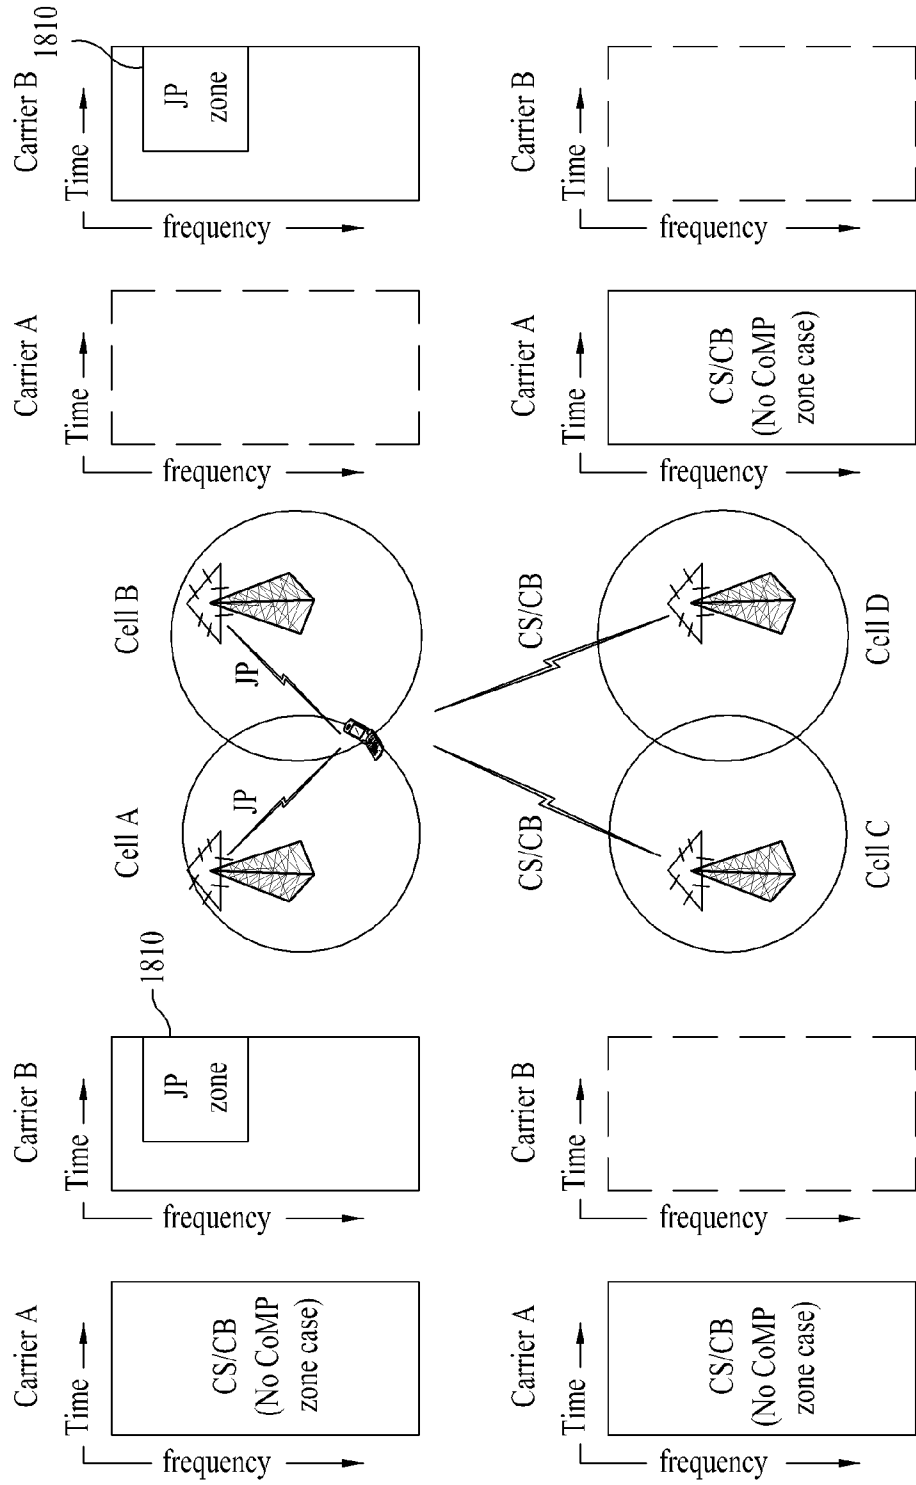 Carrier A
Time
frequency
CS/CB
(No CoMP
zone case)
Carrier B
Time
frequency
JP
zone
1810
Cell A
JP
Cell B
JP
Carrier A
Time
frequency
Carrier B
Time
frequency
JP
zone
1810
Carrier A
Time
frequency
CS/CB
(No CoMP
zone case)
Carrier B
Time
frequency
CS/CB
Cell C
CS/CB
Cell D
Carrier A
Time
frequency
CS/CB
(No CoMP
zone case)
Carrier B
Time
frequency